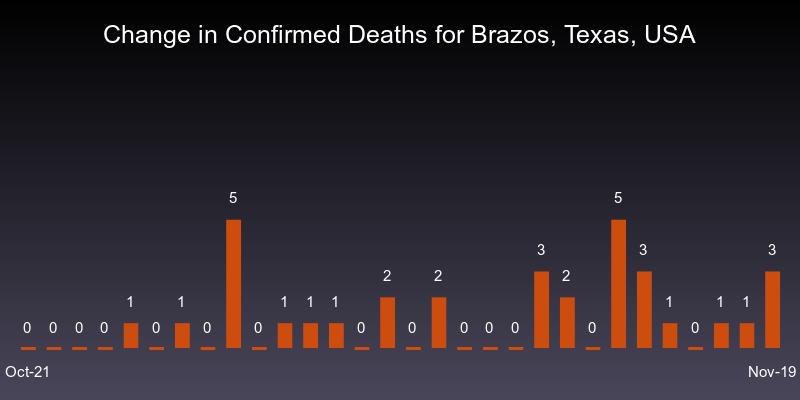 Change in Confirmed Deaths for Brazos, Texas, USA
0 0 0 0 1 0 1 0 5 0 1 1 1 0 2 0 2 0 0 0 3 2 0 5 3 1 0 1 1 3
Oct-21 Nov-19